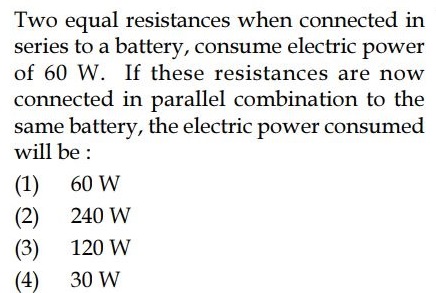 Two equal resistances when connected in
series to a battery, consume electric power
of 60 W. If these resistances are now
connected in parallel combination to the
same battery, the electric power consumed
will be :
(1) 60 W
(2) 240 W
(3) 120 W
(4) 30 W